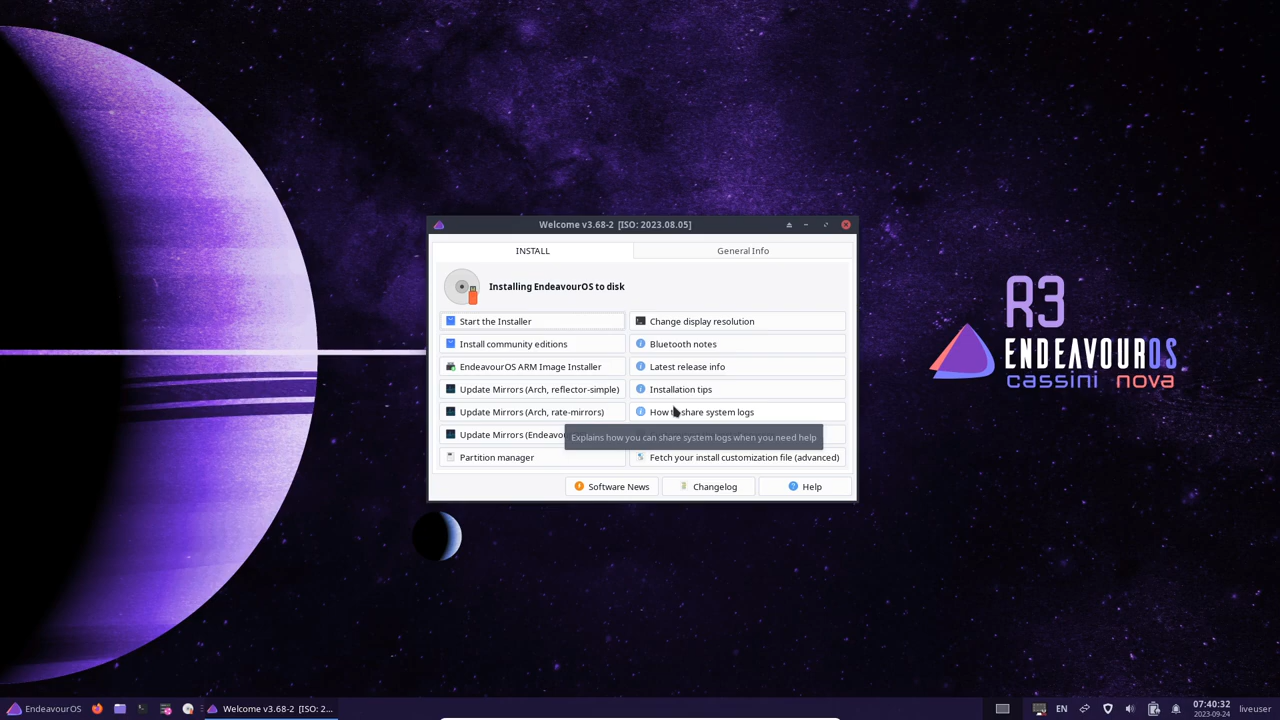 Welcome v3.68-2 [ISO: 2023.08.05]
INSTALL
General Info
Installing EndeavourOS to disk
Start the Installer
Change display resolution
Install community editions
Bluetooth notes
EndeavourOS ARM Image Installer
Latest release info
Update Mirrors (Arch, reflector-simple)
Installation tips
Update Mirrors (Arch, rate-mirrors)
How share system logs
Update Mirrors (Endeavo
Explains how you can share system logs when you need help
Partition manager
Fetch your install customization file (advanced)
Software News
Changelog
Help
R3
ENDEAVOUROS
cassini nova
EndeavourOS
Welcome v3.68-2 [ISO: 2...
EN
07:40:32
2023-09-24
liveuser